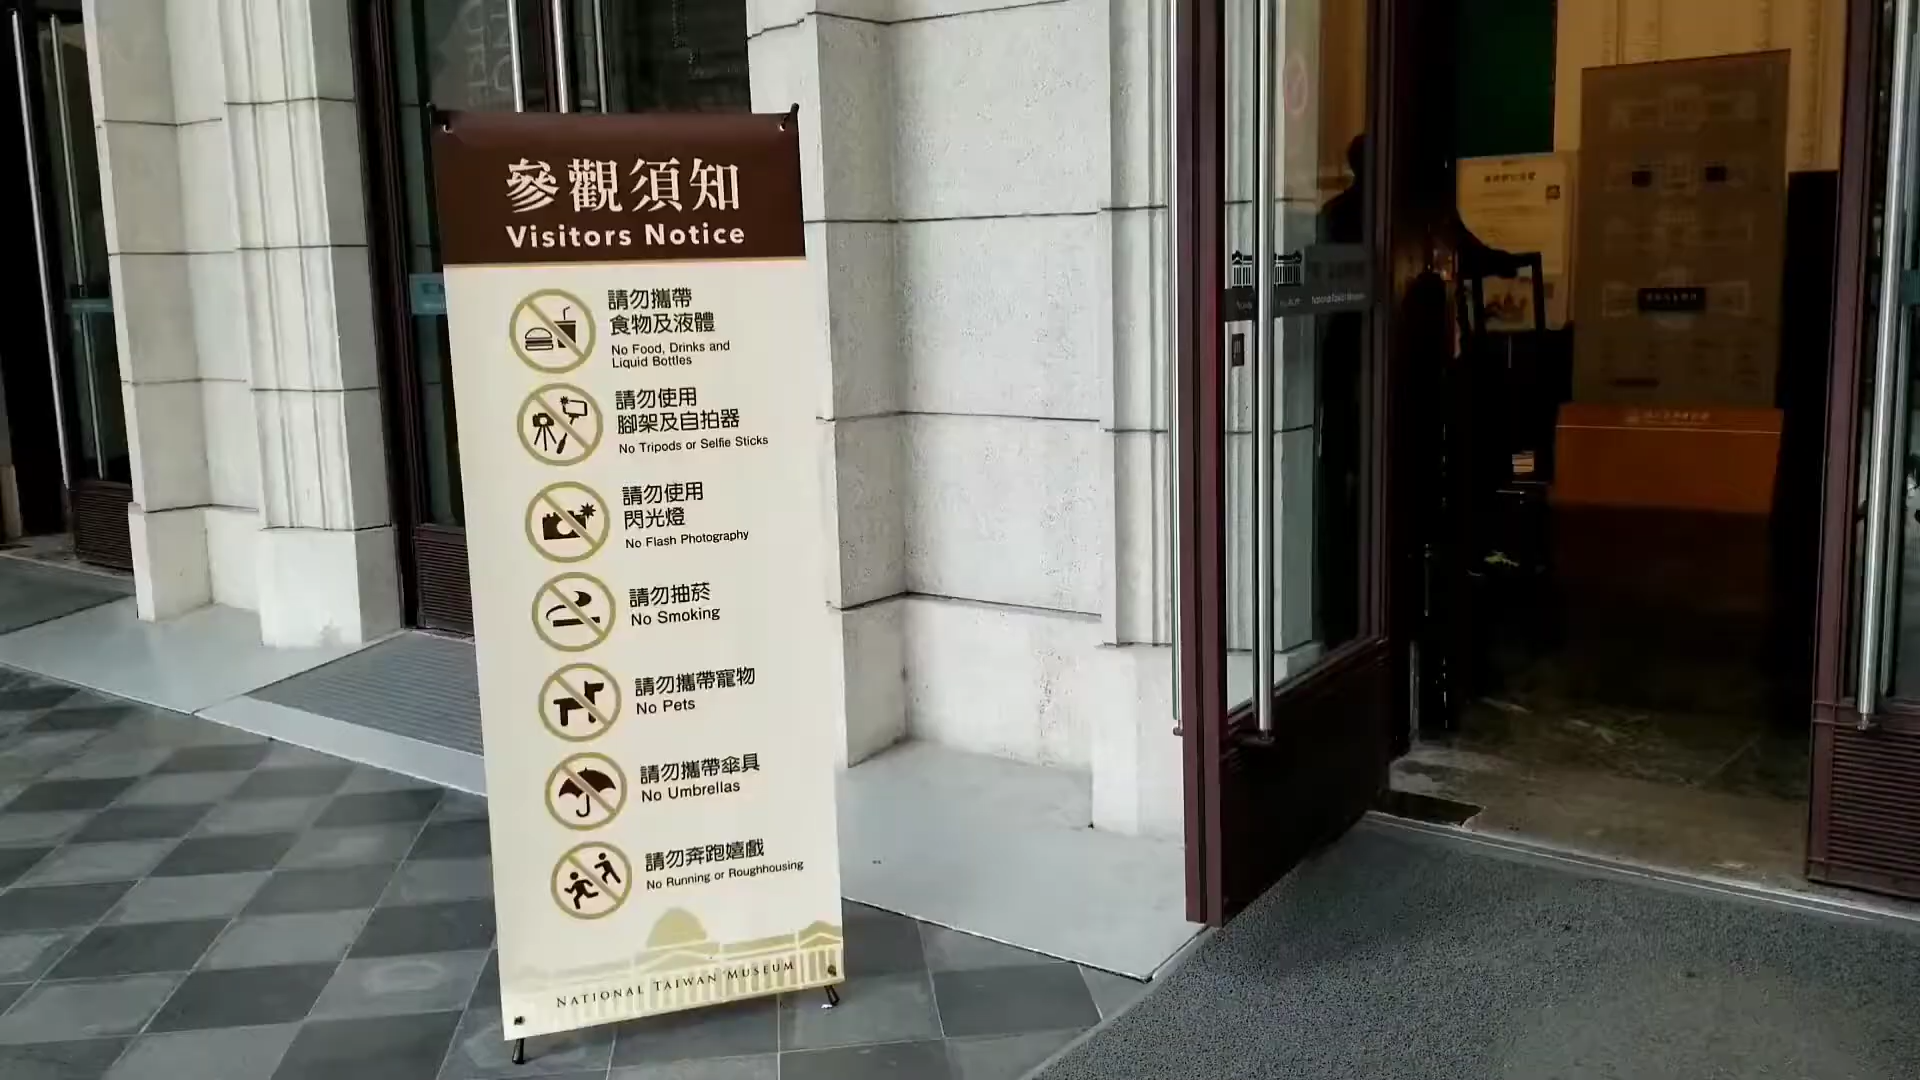 參觀須知
Visitors Notice
請勿攜帶
食物及液體
No Food, Drinks and
Liquid Bottles
請勿使用
腳架及自拍器
No Tripods or Selfie Sticks
請勿使用
閃光燈
No Flash Photography
請勿抽菸
No Smoking
請勿攜帶寵物
No Pets
請勿攜帶傘具
No Umbrellas
請勿奔跑嬉戲
No Running or Roughhousing
NATIONAL TAIWAN MUSEUM